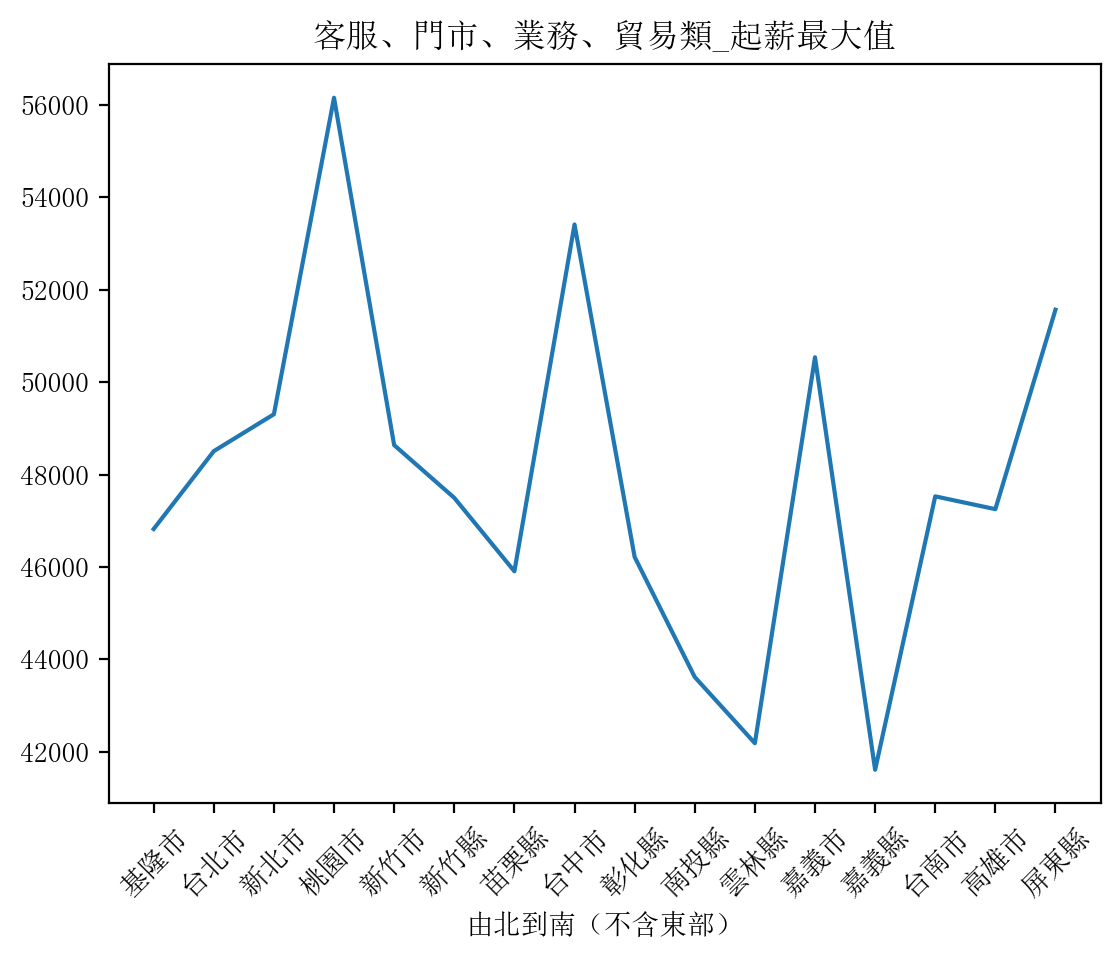 客服、門市、業務、貿易類_起薪最大值
56000
54000
52000
50000
48000
46000
44000
42000
基隆市
台北市
新北市
桃園市
新竹市
新竹縣
苗栗縣
台中市
彰化縣
南投縣
雲林縣
嘉義市
嘉義縣
台南市
高雄市
屏東縣
由北到南（不含東部）